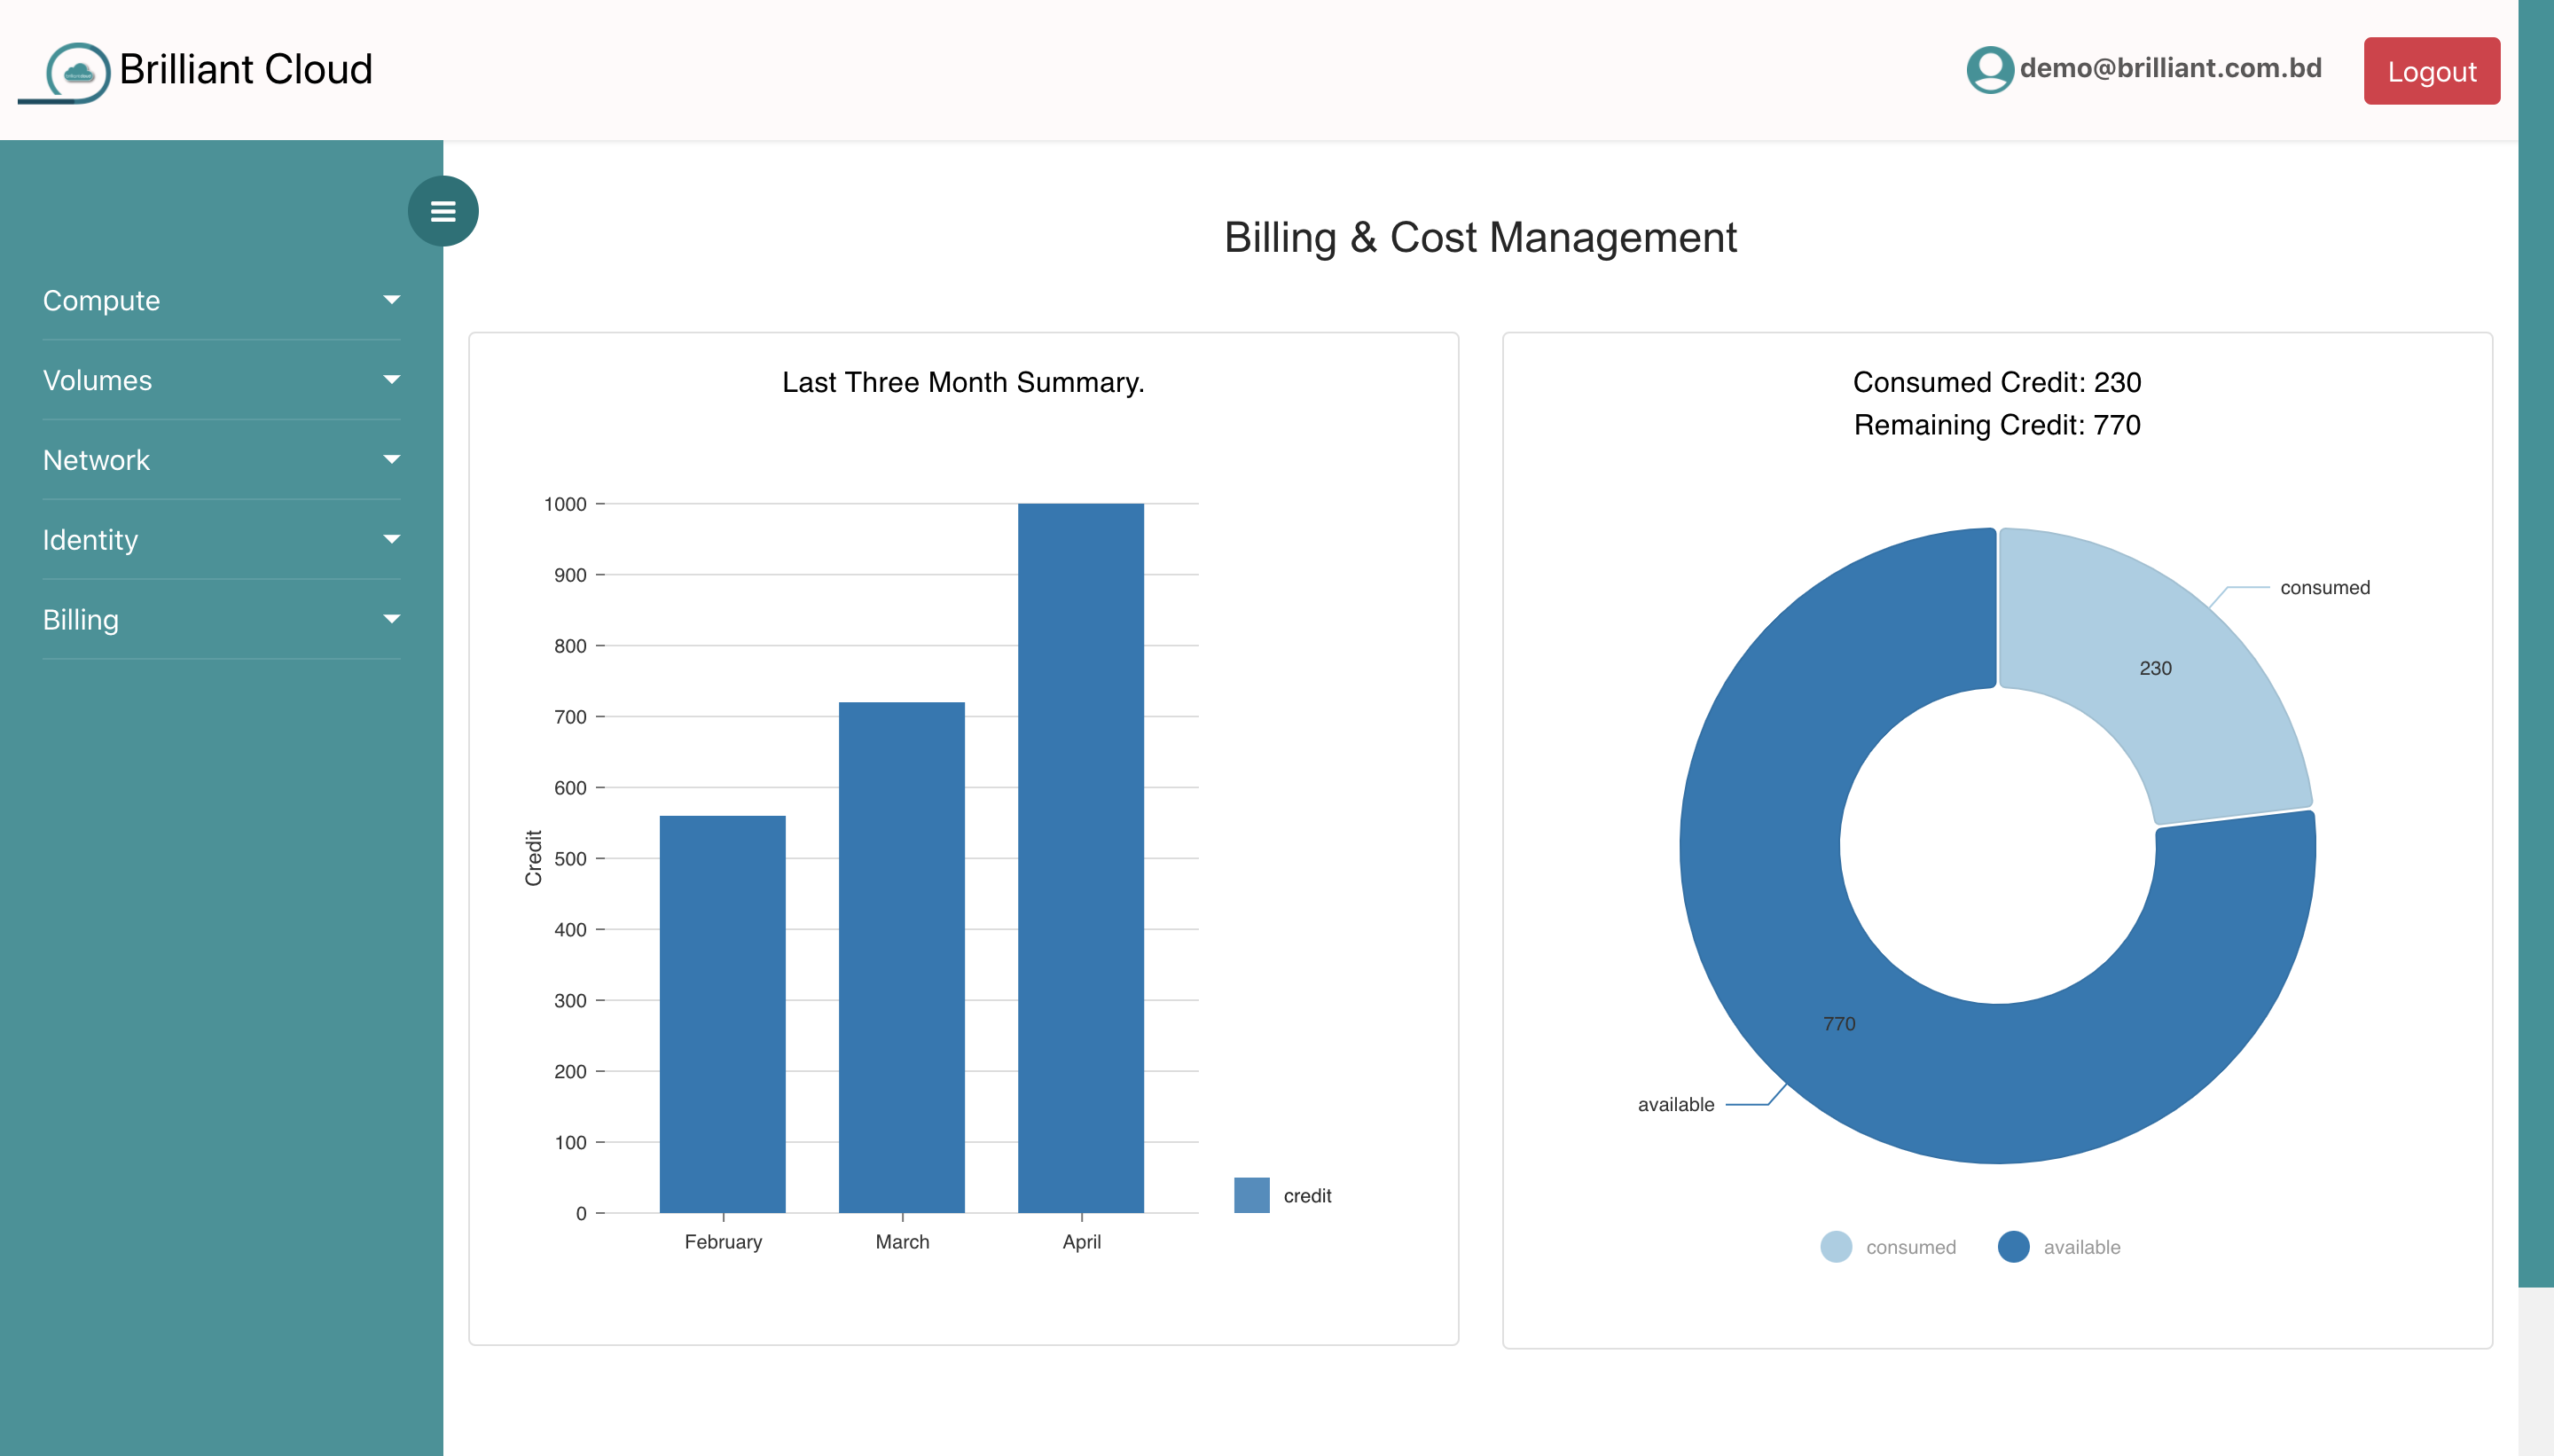 Brilliant Cloud
demo@brilliant.com.bd
Logout
Compute
Volumes
Network
Identity
Billing
Billing & Cost Management
Last Three Month Summary.
1000
900
800
700
600
500
400
300
200
100
0
Credit
February
March
April
credit
Consumed Credit: 230
Remaining Credit: 770
consumed
230
770
available
consumed
available